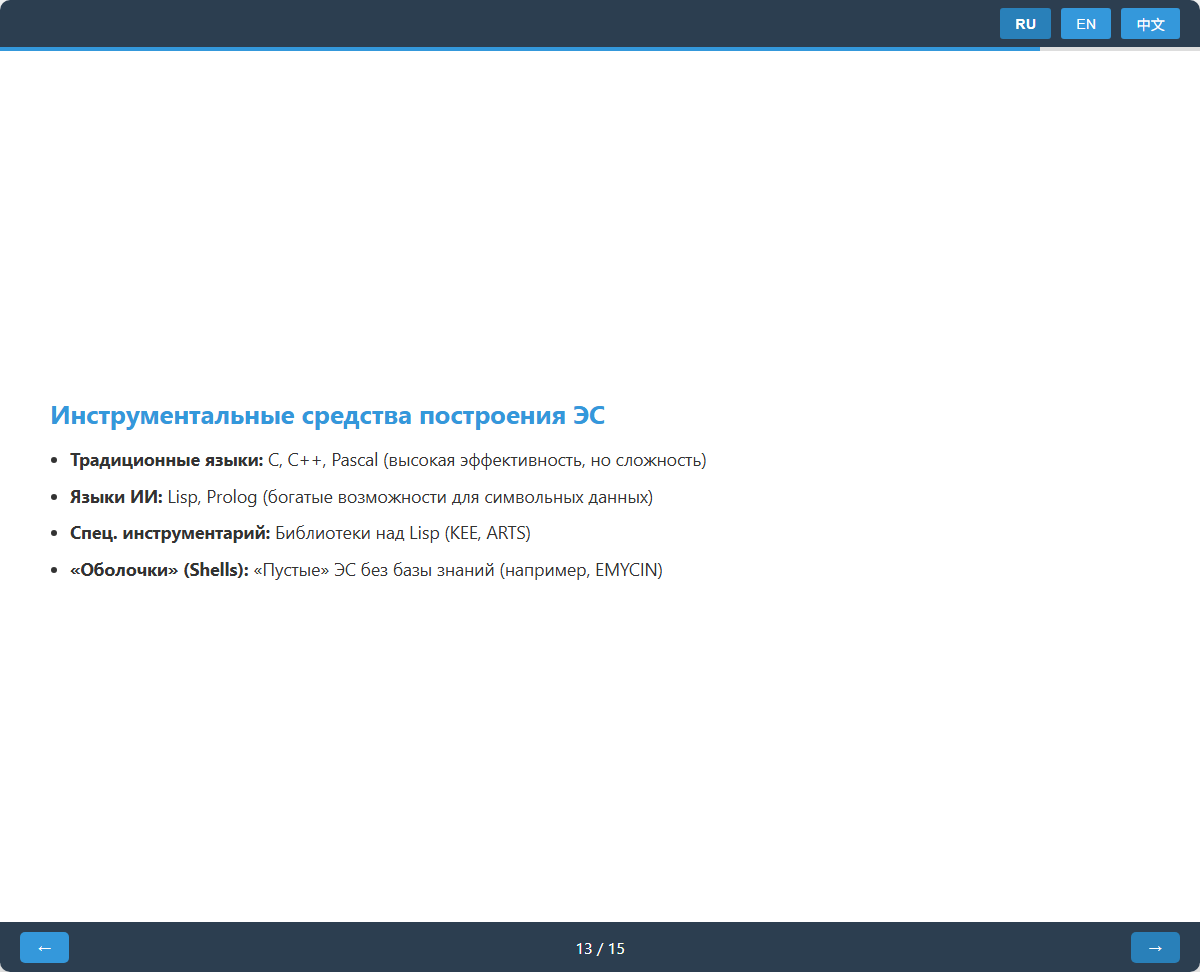 RU EN 中文
Инструментальные средства построения ЭС
• Традиционные языки: C, C++, Pascal (высокая эффективность, но сложность)
• Языки ИИ: Lisp, Prolog (богатые возможности для символьных данных)
• Спец. инструментарий: Библиотеки над Lisp (KEE, ARTS)
• «Оболочки» (Shells): «Пустые» ЭС без базы знаний (например, EMYCIN)
← 13 / 15 →